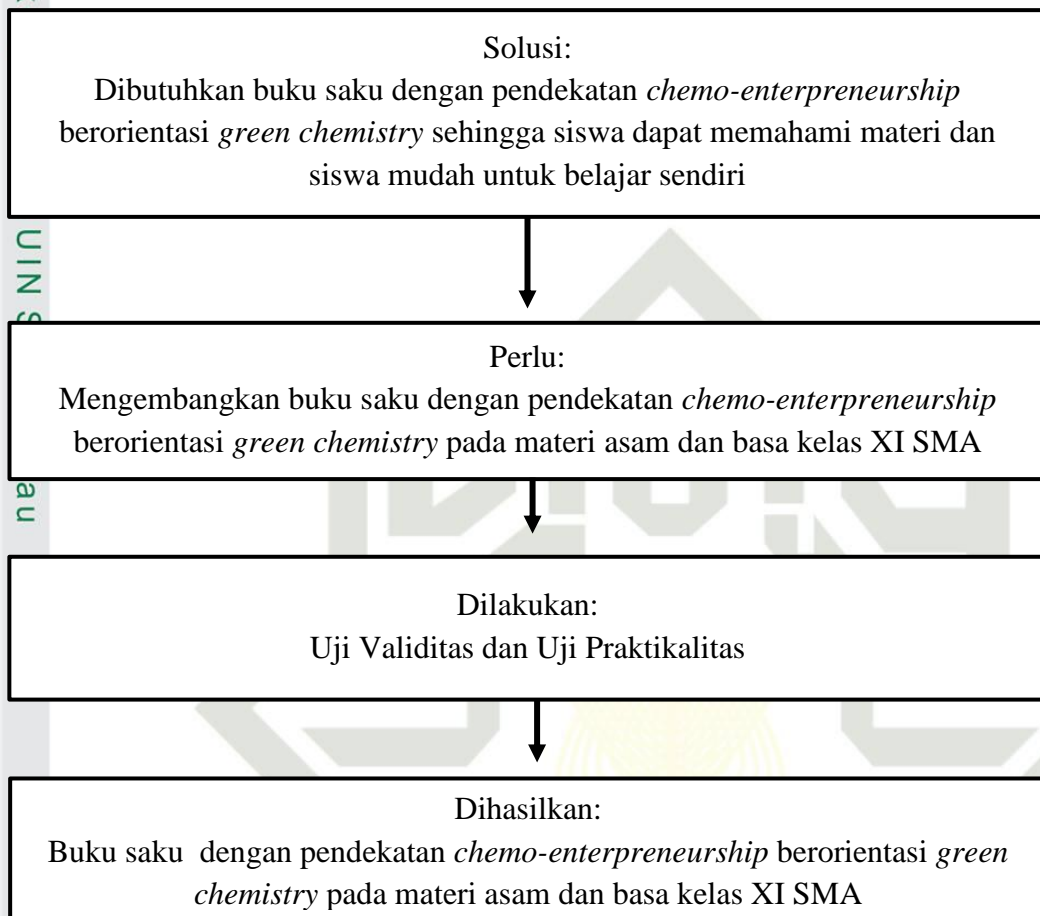 Solusi:
Dibutuhkan buku saku dengan pendekatan chemo-enterpreneurship
berorientasi green chemistry sehingga siswa dapat memahami materi dan
siswa mudah untuk belajar sendiri
UIN
Perlu:
Mengembangkan buku saku dengan pendekatan chemo-enterpreneurship
berorientasi green chemistry pada materi asam dan basa kelas XI SMA
au
Dilakukan:
Uji Validitas dan Uji Praktikalitas
Dihasilkan:
Buku saku dengan pendekatan chemo-enterpreneurship berorientasi green
chemistry pada materi asam dan basa kelas XI SMA